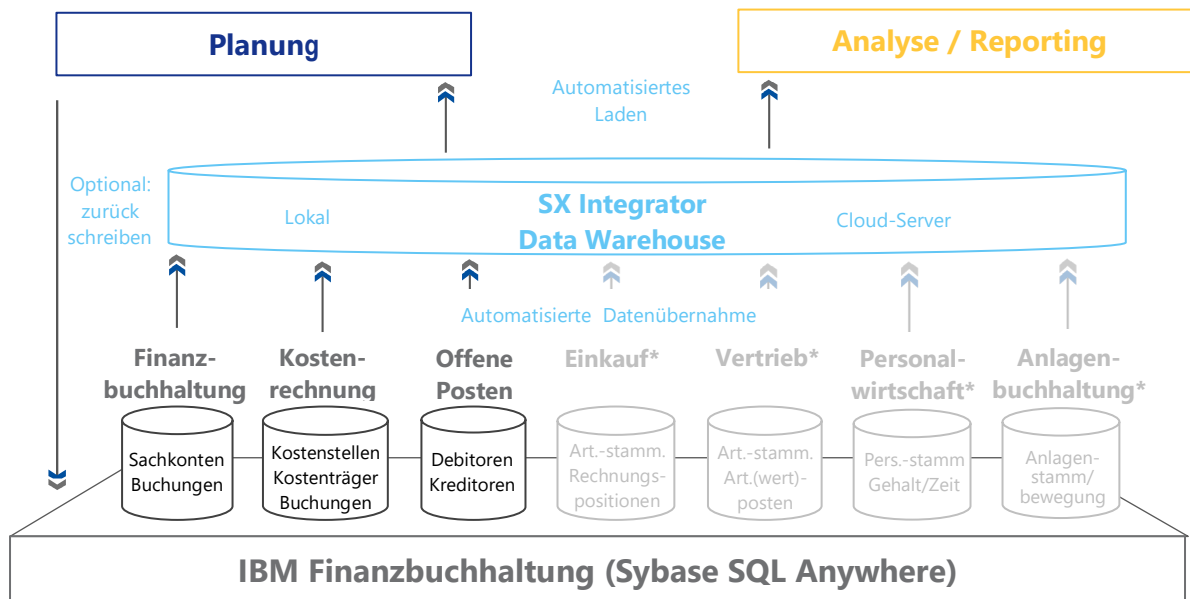 Planung
Analyse / Reporting
Automatisiertes
Laden
Optional:
zurück
schreiben
Lokal
SX Integrator
Data Warehouse
Cloud-Server
Automatisierte Datenübernahme
Finanz-
buchhaltung
Kosten-
rechnung
Offene
Posten
Einkauf*
Vertrieb*
Personal-
wirtschaft*
Anlagen-
buchhaltung*
Sachkonten
Buchungen
Kostenstellen
Kostenträger
Buchungen
Debitoren
Kreditoren
Art.-stamm.
Rechnungs-
positionen
Art.-stamm.
Art.(wert)-
posten
Pers.-stamm
Gehalt/Zeit
Anlagen-
stamm/
bewegung
IBM Finanzbuchhaltung (Sybase SQL Anywhere)